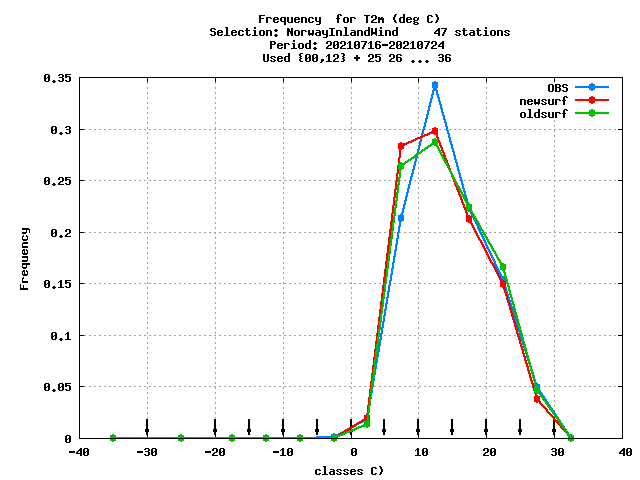 Frequency  for T2m (deg C)
Selection: NorwayInlandWind     47 stations
Period: 20210716-20210724
Used {00,12} + 25 26 ... 36
OBS
newsurf
oldsurf
0.35
0.3
0.25
0.2
0.15
0.1
0.05
0
Frequency
-40 -30 -20 -10 0 10 20 30 40
classes C)